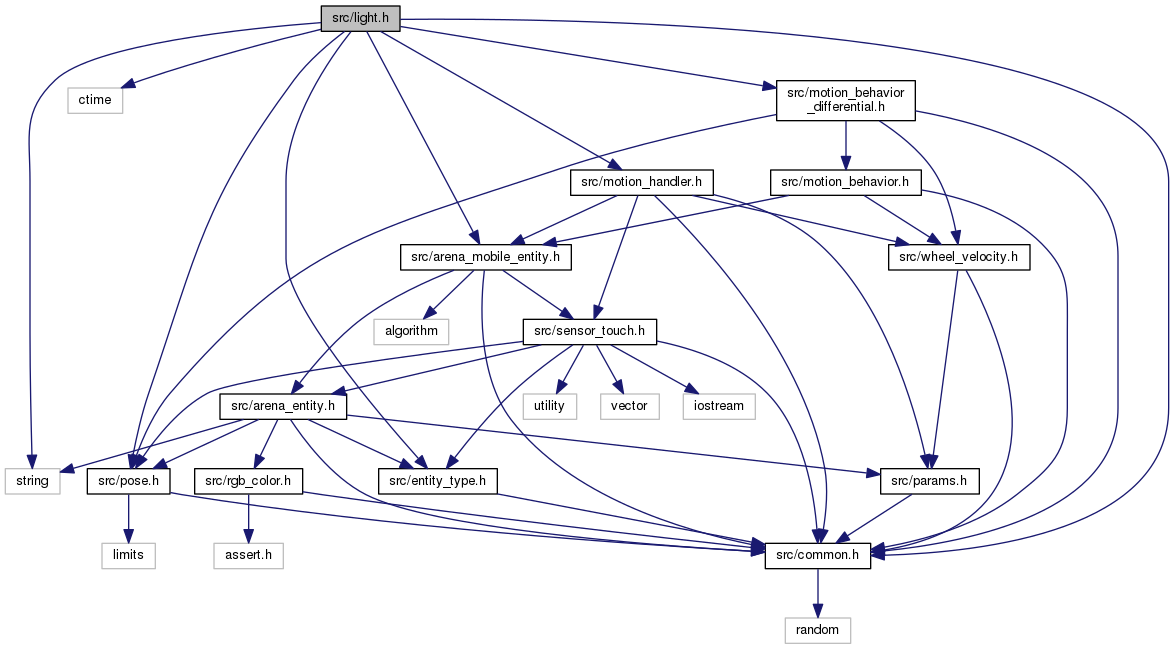 src/light.h
ctime
src/motion_behavior
_differential.h
src/motion_handler.h
src/motion_behavior.h
src/arena_mobile_entity.h
src/wheel_velocity.h
algorithm
src/sensor_touch.h
src/arena_entity.h
utility
vector
iostream
string
src/pose.h
src/rgb_color.h
src/entity_type.h
src/params.h
limits
assert.h
src/common.h
random